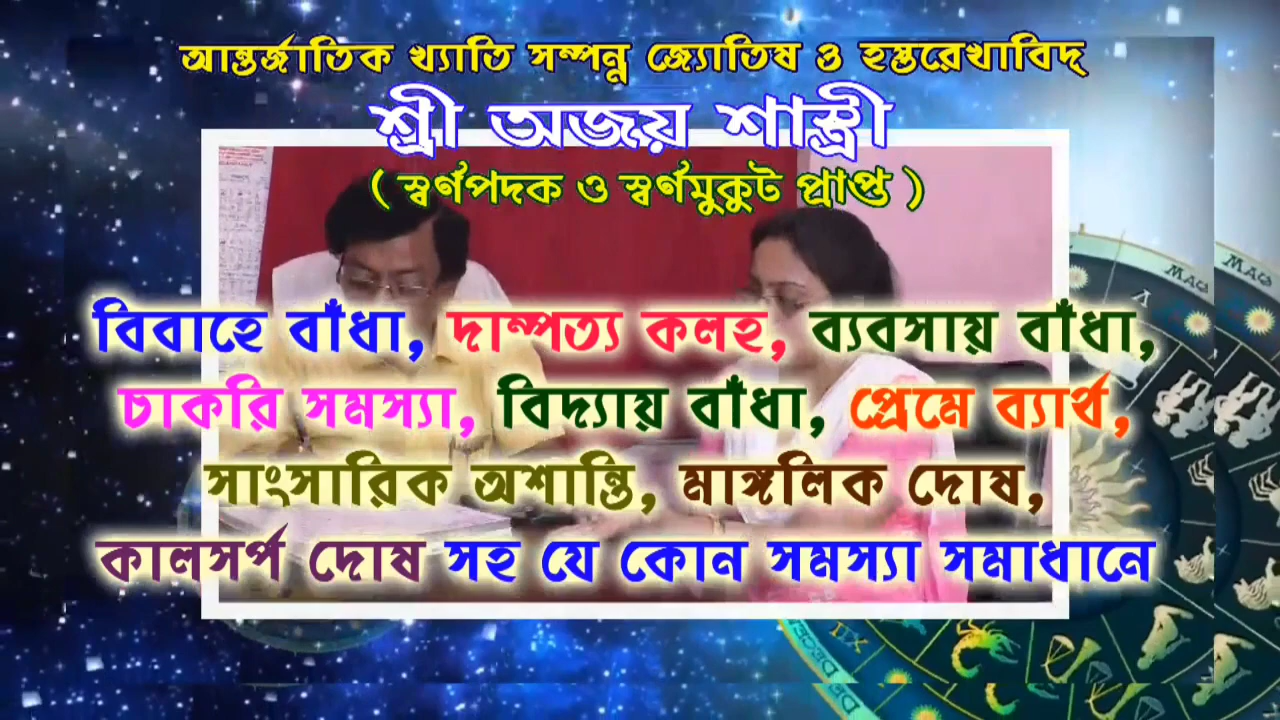 আন্তর্জাতিক খ্যাতি সম্পন্ন জ্যোতিষ ও হস্তরেখাবিদ্
শ্রী অজয় শাস্ত্রী
( স্বর্ণপদক ও স্বর্ণমুকুট প্রাপ্ত )
বিবাহে বাঁধা, দাম্পত্য কলহ, ব্যবসায় বাঁধা,
চাকরি সমস্যা, বিদ্যায় বাঁধা, প্রেমে ব্যার্থ,
সাংসারিক অশান্তি, মাঙ্গলিক দোষ,
কালসর্প দোষ সহ যে কোন সমস্যা সমাধানে